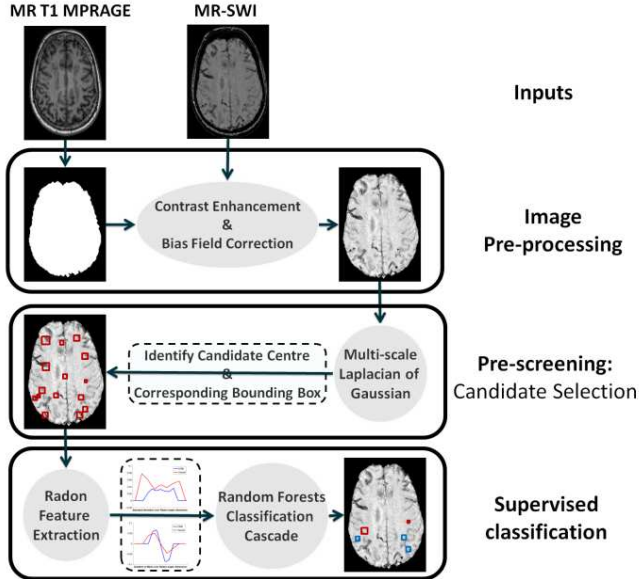 MR T1 MPRAGE
MR-SWI
Inputs
Contrast Enhancement
&
Bias Field Correction
Image
Pre-processing
Identify Candidate Centre
&
Corresponding Bounding Box
Multi-scale
Laplacian of
Gaussian
Pre-screening:
Candidate Selection
Radon
Feature
Extraction
Random Forests
Classification
Cascade
Supervised
classification